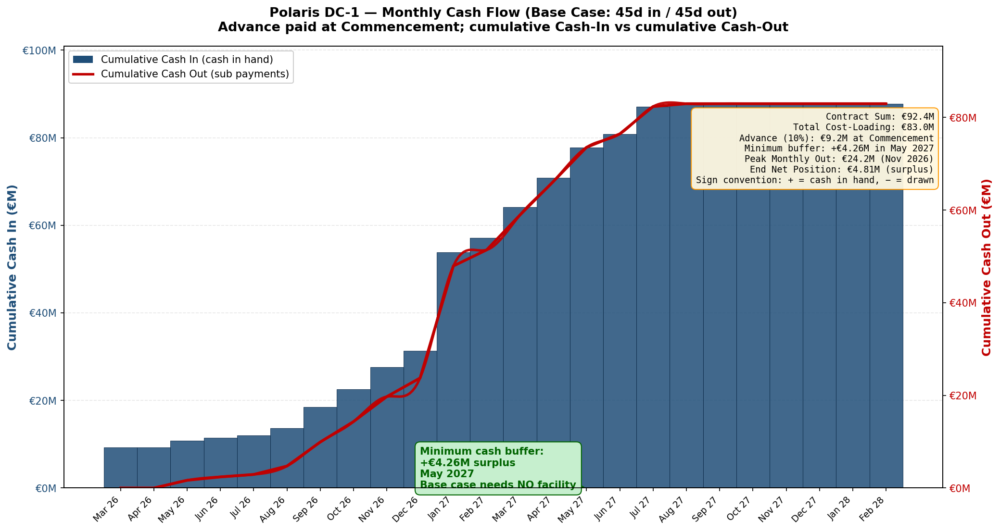 Polaris DC-1 — Monthly Cash Flow (Base Case: 45d in / 45d out)
Advance paid at Commencement; cumulative Cash-In vs cumulative Cash-Out
Cumulative Cash In (cash in hand)
Cumulative Cash Out (sub payments)
Cumulative Cash In (€M)
€100M
€80M
€60M
€40M
€20M
€0M
Contract Sum: €92.4M
Total Cost-Loading: €83.0M
Advance (10%): €9.2M at Commencement
Minimum buffer: +€4.26M in May 2027
Peak Monthly Out: €24.2M (Nov 2026)
End Net Position: €4.81M (surplus)
Sign convention: + = cash in hand, − = drawn
€80M
€60M
€40M
€20M
€0M
Cumulative Cash Out (€M)
Minimum cash buffer:
+€4.26M surplus
May 2027
Base case needs NO facility
Mar 26
Apr 26
May 26
Jun 26
Jul 26
Aug 26
Sep 26
Oct 26
Nov 26
Dec 26
Jan 27
Feb 27
Mar 27
Apr 27
May 27
Jun 27
Jul 27
Aug 27
Sep 27
Oct 27
Nov 27
Dec 27
Jan 28
Feb 28